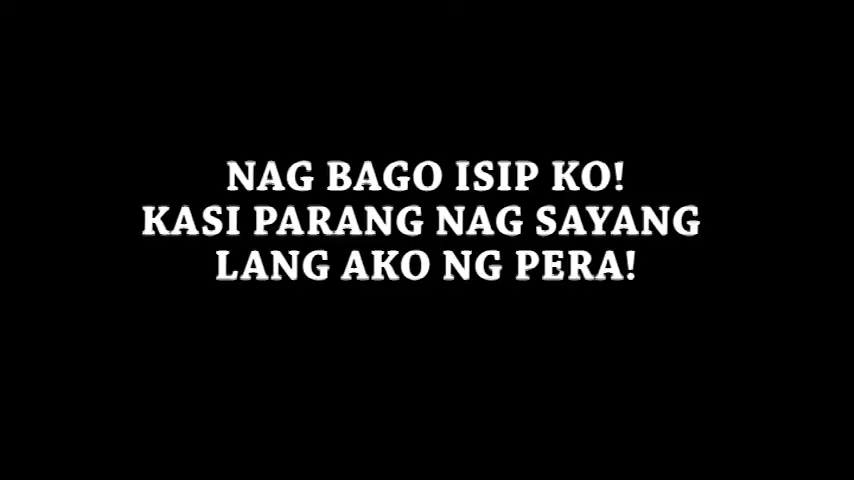 NAG BAGO ISIP KO!
KASI PARANG NAG SAYANG
LANG AKO NG PERA!